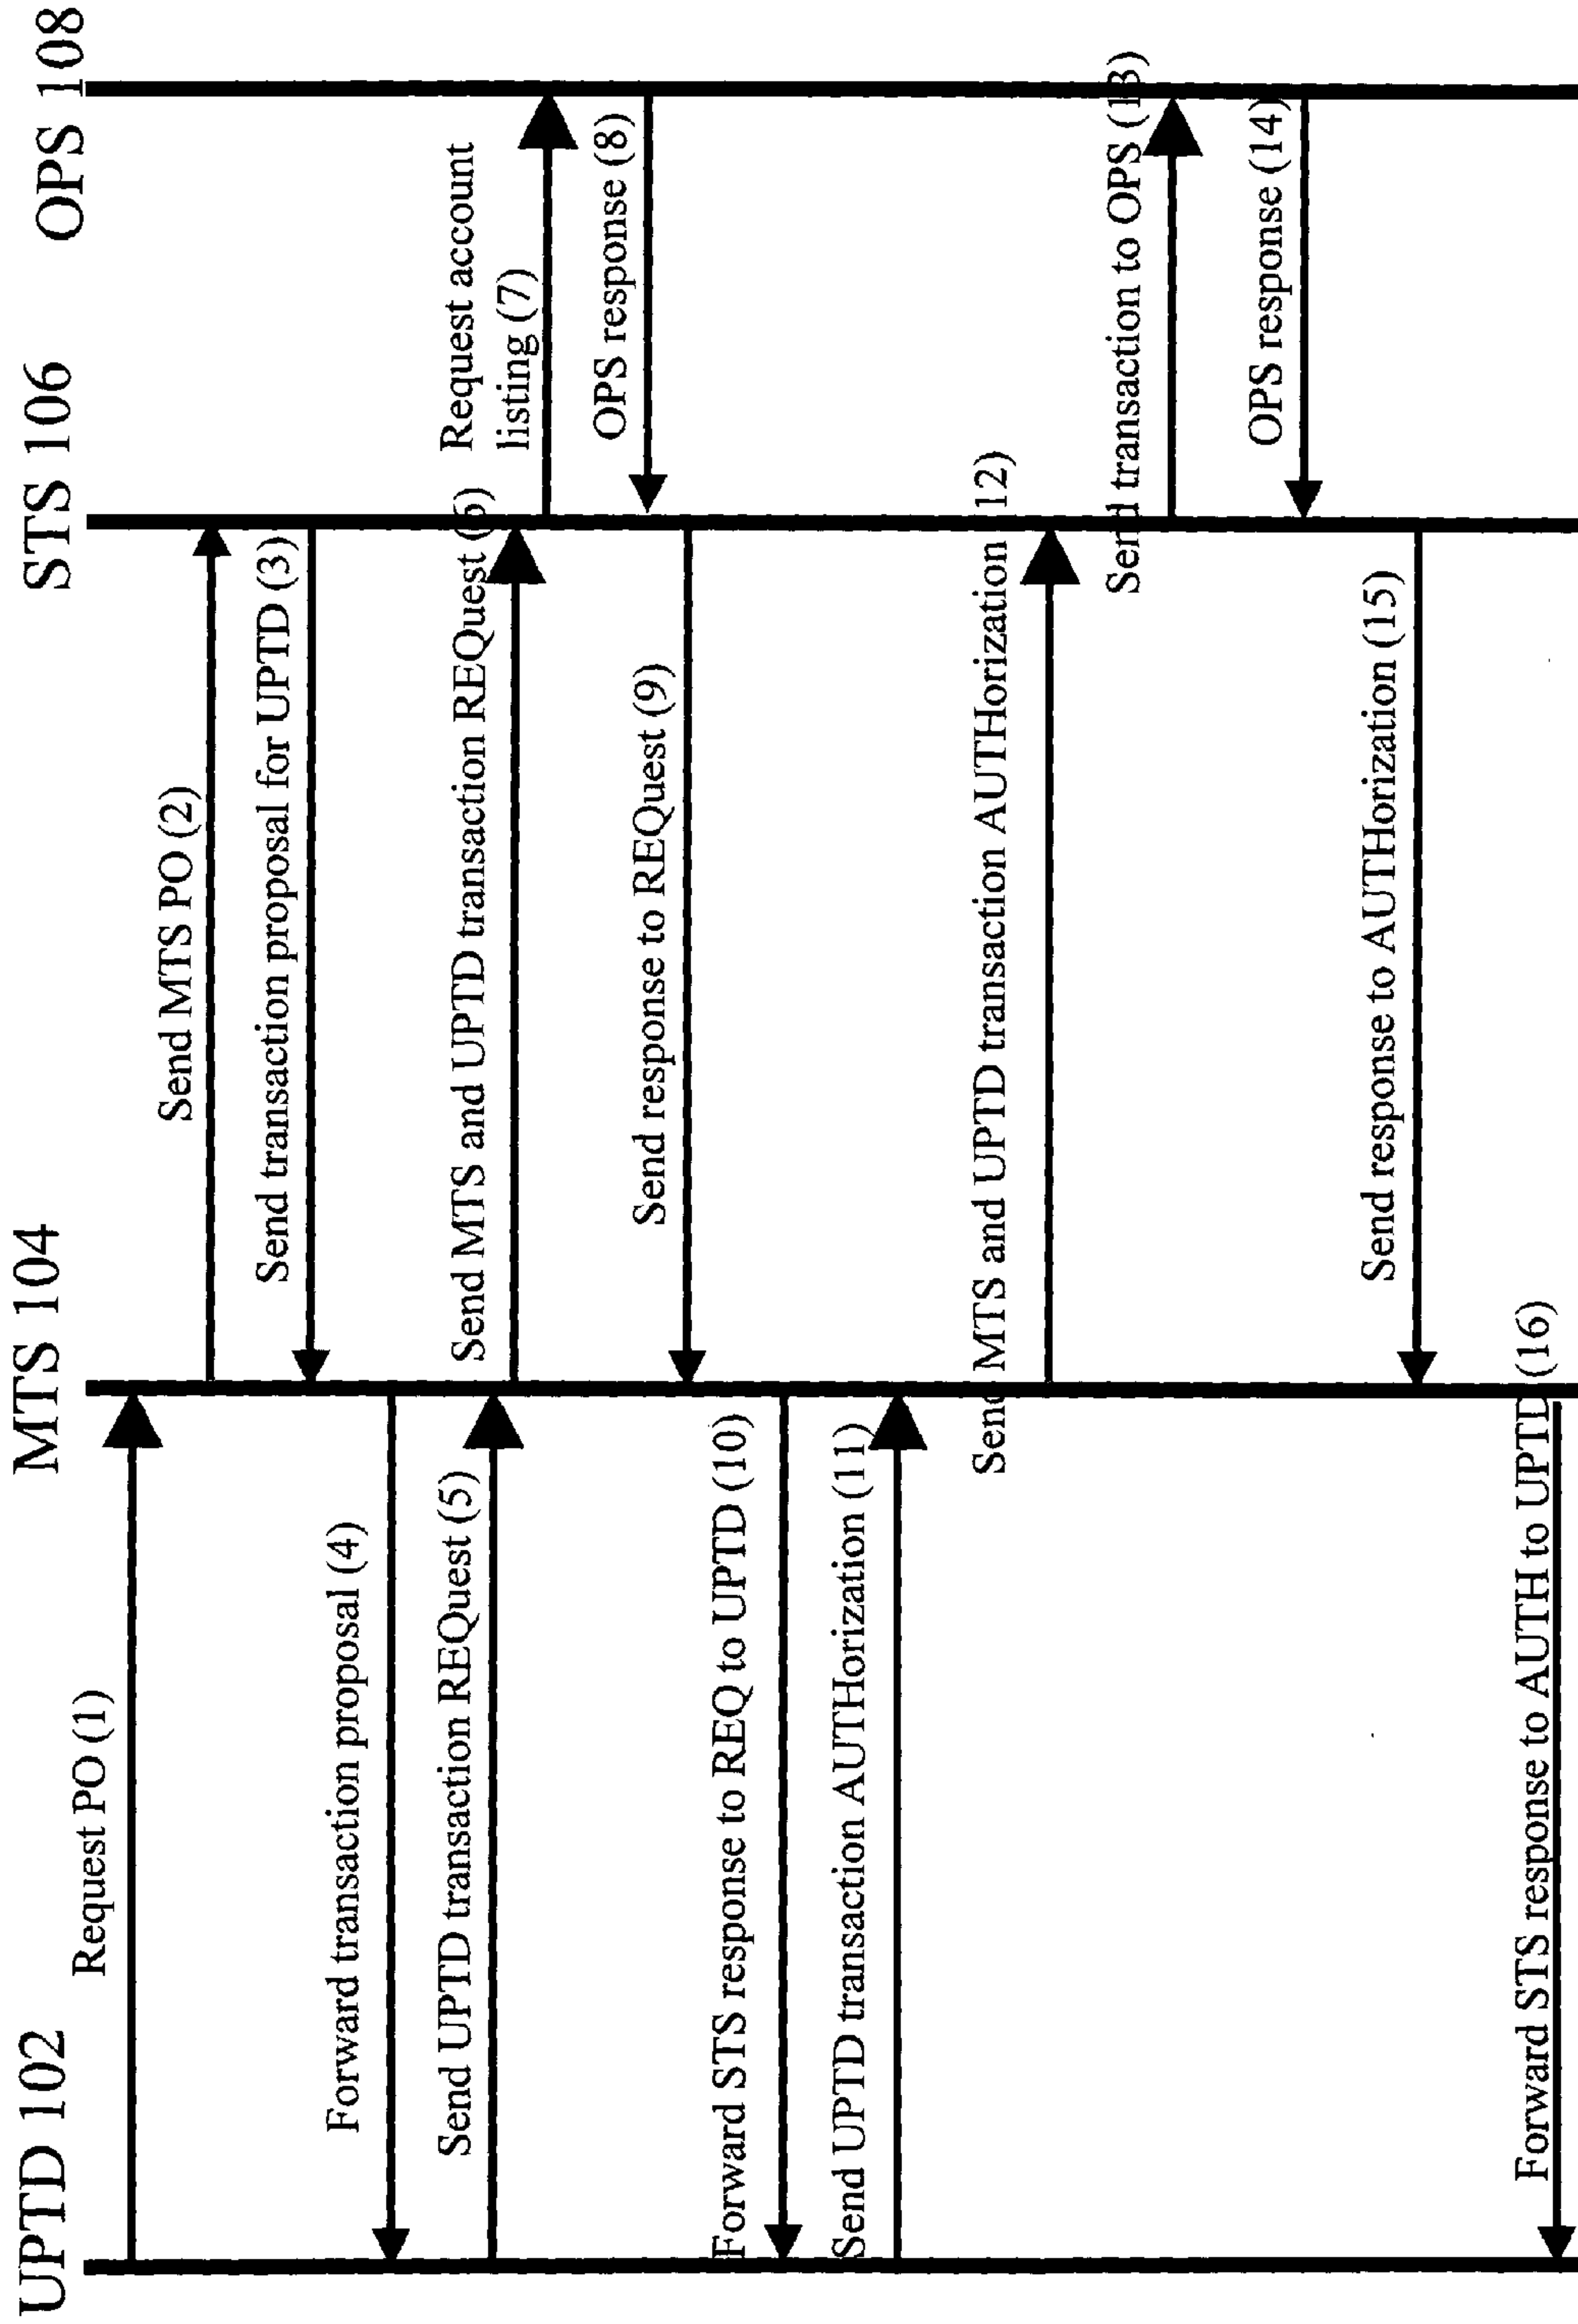 UPTD 102
MTS 104
STS 106
OPS 108
Request PO (1)
Send MTS PO (2)
Send transaction proposal for UPTD (3)
Forward transaction proposal (4)
Send UPTD transaction REQuest (5)
Send MTS and UPTD transaction REQuest (6)
Request account
listing (7)
OPS response (8)
Send response to REQuest (9)
Forward STS response to REQ to UPTD (10)
Send UPTD transaction AUTHorization (11)
Send MTS and UPTD transaction AUTHorization (12)
Send transaction to OPS (13)
OPS response (14)
Send response to AUTHorization (15)
Forward STS response to AUTH to UPTD (16)